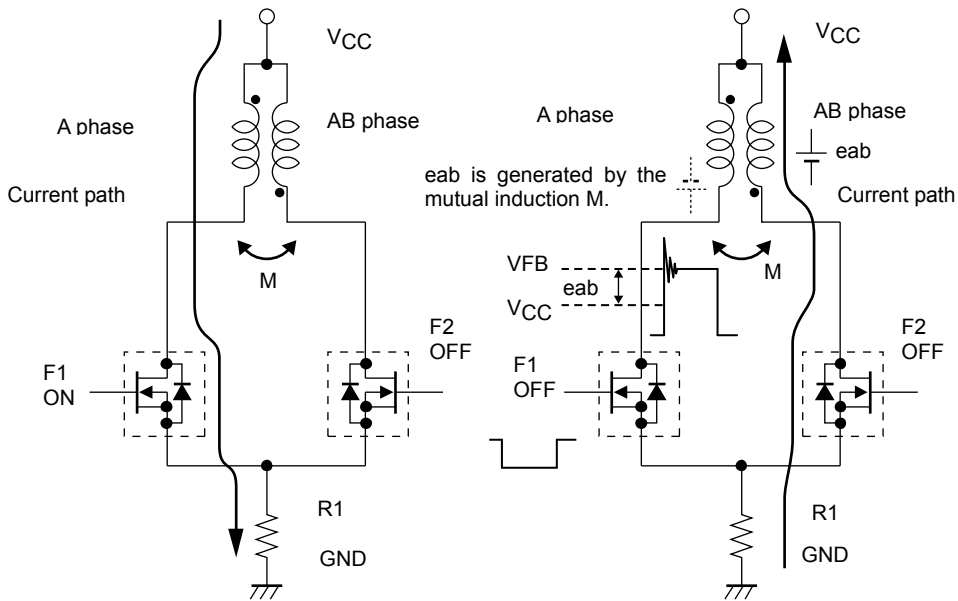 VCC
A phase
AB phase
Current path
M
F1
ON
F2
OFF
R1
GND
VCC
A phase
AB phase
eab
eab is generated by the
mutual induction M.
Current path
VFB
eab
VCC
M
F1
OFF
F2
OFF
R1
GND